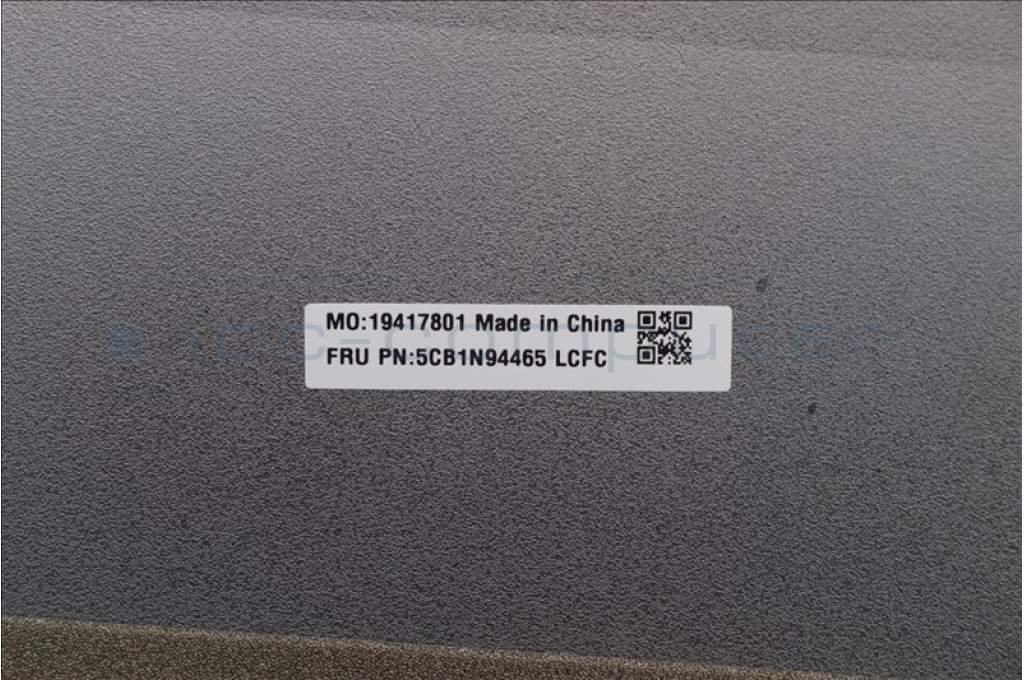 MO:19417801 Made in China
FRU PN:5CB1N94465 LCFC